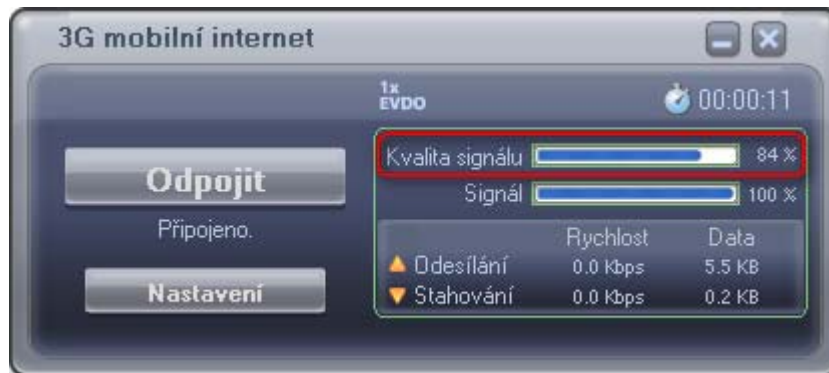 3G mobilní internet
1x
EVDO
00:00:11
Odpojit
Připojeno.
Nastavení
Kvalita signálu 84 %
Signál 100 %
Rychlost Data
Odesílání 0.0 Kbps 5.5 KB
Stahování 0.0 Kbps 0.2 KB